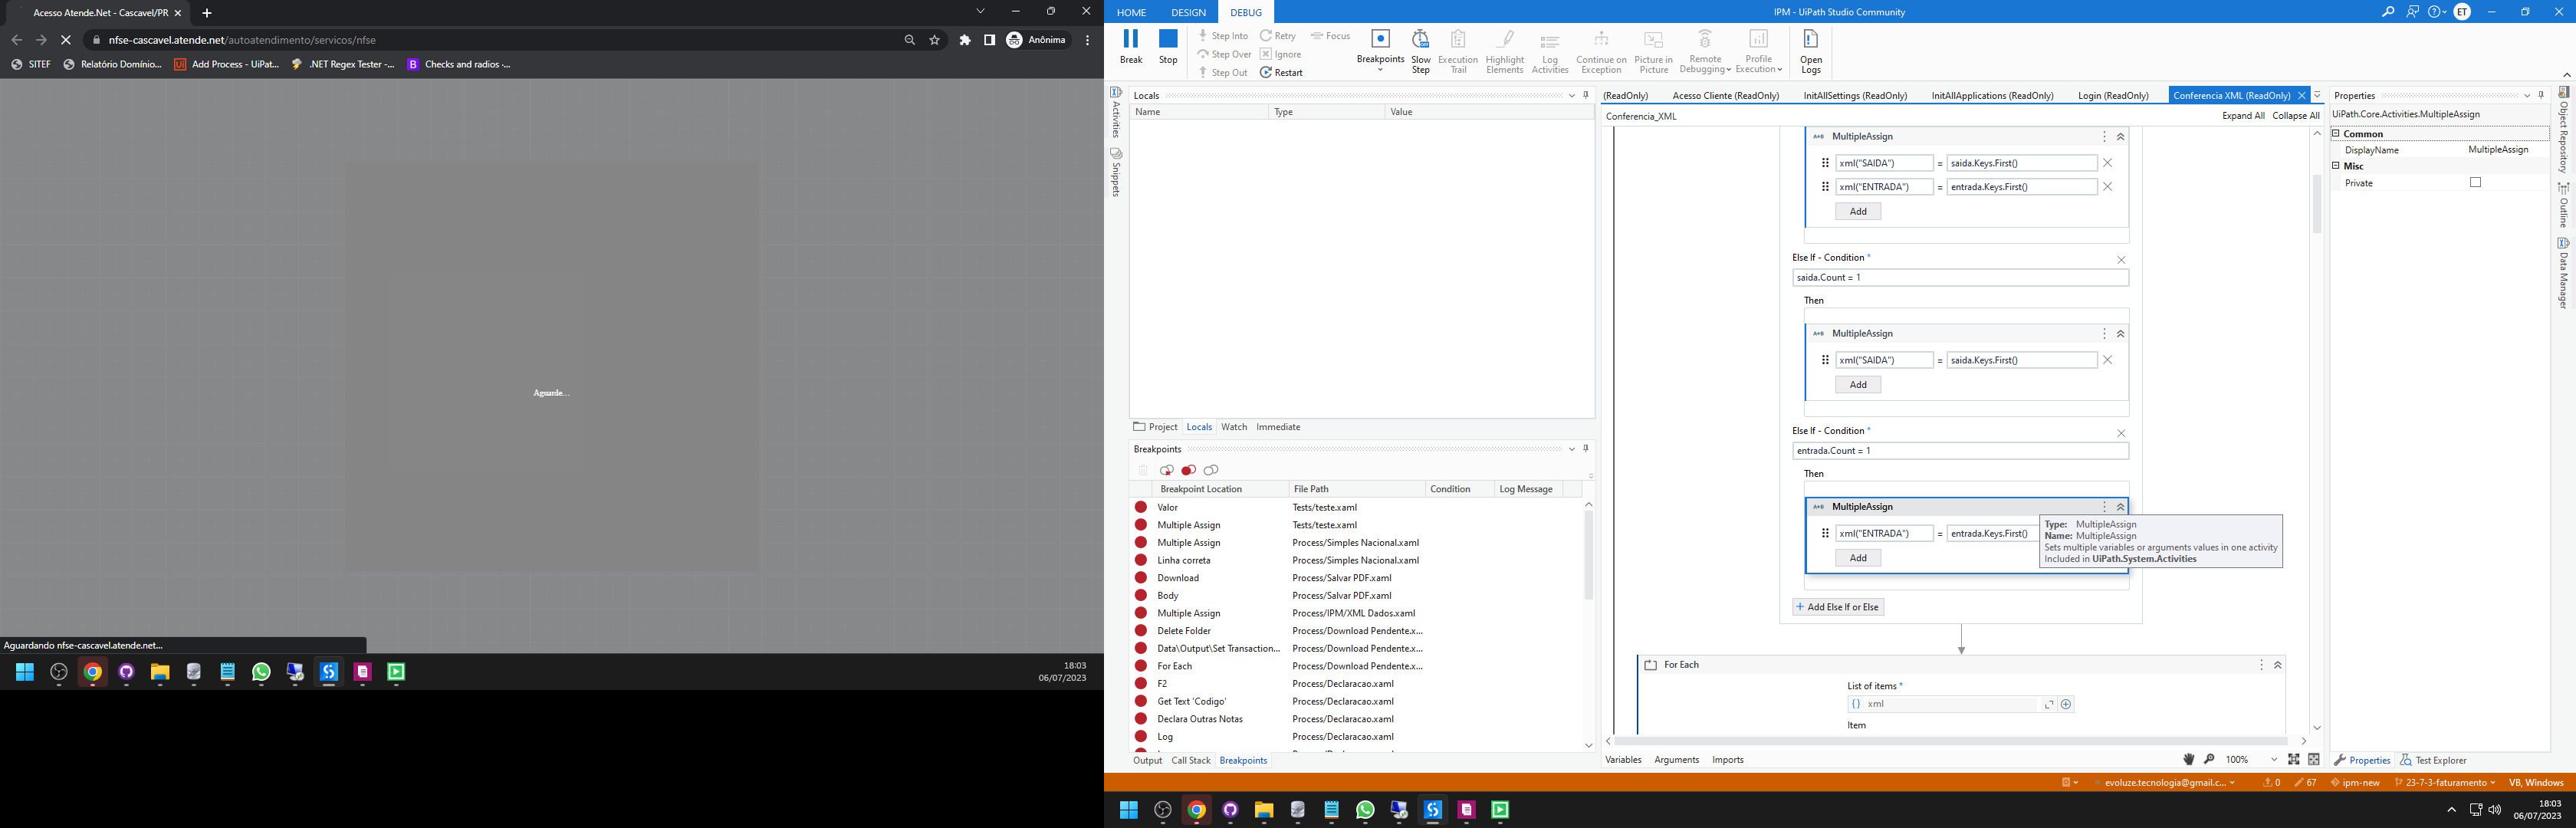 Acesso Atende.Net - Cascavel/PR
nfse-cascavel.atende.net/autoatendimento/servicos/nfse
Anônima
SITEF
Relatório Domínio...
Add Process - UiPat...
.NET Regex Tester -...
Checks and radios ·...
Aguarde...
Aguardando nfse-cascavel.atende.net...
18:03
06/07/2023
HOME DESIGN DEBUG
IPM - UiPath Studio Community
ET
Break
Stop
Step Into
Step Over
Step Out
Retry
Ignore
Restart
Focus
Breakpoints
Slow Step
Execution Trail
Highlight Elements
Log Activities
Continue on Exception
Picture in Picture
Remote Debugging
Profile Execution
Open Logs
Activities
Snippets
Locals
Name Type Value
Project Locals Watch Immediate
Breakpoints
Breakpoint Location File Path Condition Log Message
Valor Tests/teste.xaml
Multiple Assign Tests/teste.xaml
Multiple Assign Process/Simples Nacional.xaml
Linha correta Process/Simples Nacional.xaml
Download Process/Salvar PDF.xaml
Body Process/Salvar PDF.xaml
Multiple Assign Process/IPM/XML Dados.xaml
Delete Folder Process/Download Pendente.x...
Data\Output\Set Transaction... Process/Download Pendente.x...
For Each Process/Download Pendente.x...
F2 Process/Declaracao.xaml
Get Text 'Codigo' Process/Declaracao.xaml
Declara Outras Notas Process/Declaracao.xaml
Log Process/Declaracao.xaml
Output Call Stack Breakpoints
(ReadOnly) Acesso Cliente (ReadOnly) InitAllSettings (ReadOnly) InitAllApplications (ReadOnly) Login (ReadOnly) Conferencia XML (ReadOnly)
Conferencia_XML
Expand All Collapse All
MultipleAssign
xml("SAIDA") = saida.Keys.First()
xml("ENTRADA") = entrada.Keys.First()
Add
Else If - Condition *
saida.Count = 1
Then
MultipleAssign
xml("SAIDA") = saida.Keys.First()
Add
Else If - Condition *
entrada.Count = 1
Then
MultipleAssign
xml("ENTRADA") = entrada.Keys.First()
Add
Type: MultipleAssign
Name: MultipleAssign
Sets multiple variables or arguments values in one activity
Included in UiPath.System.Activities
Add Else If or Else
For Each
List of items *
xml
Item
Variables Arguments Imports
100%
Properties
UiPath.Core.Activities.MultipleAssign
Common
DisplayName MultipleAssign
Misc
Private
Properties Test Explorer
Object Repository
Outline
Data Manager
evoluze.tecnologia@gmail.c...
0
67
ipm-new
23-7-3-faturamento
VB, Windows
18:03
06/07/2023